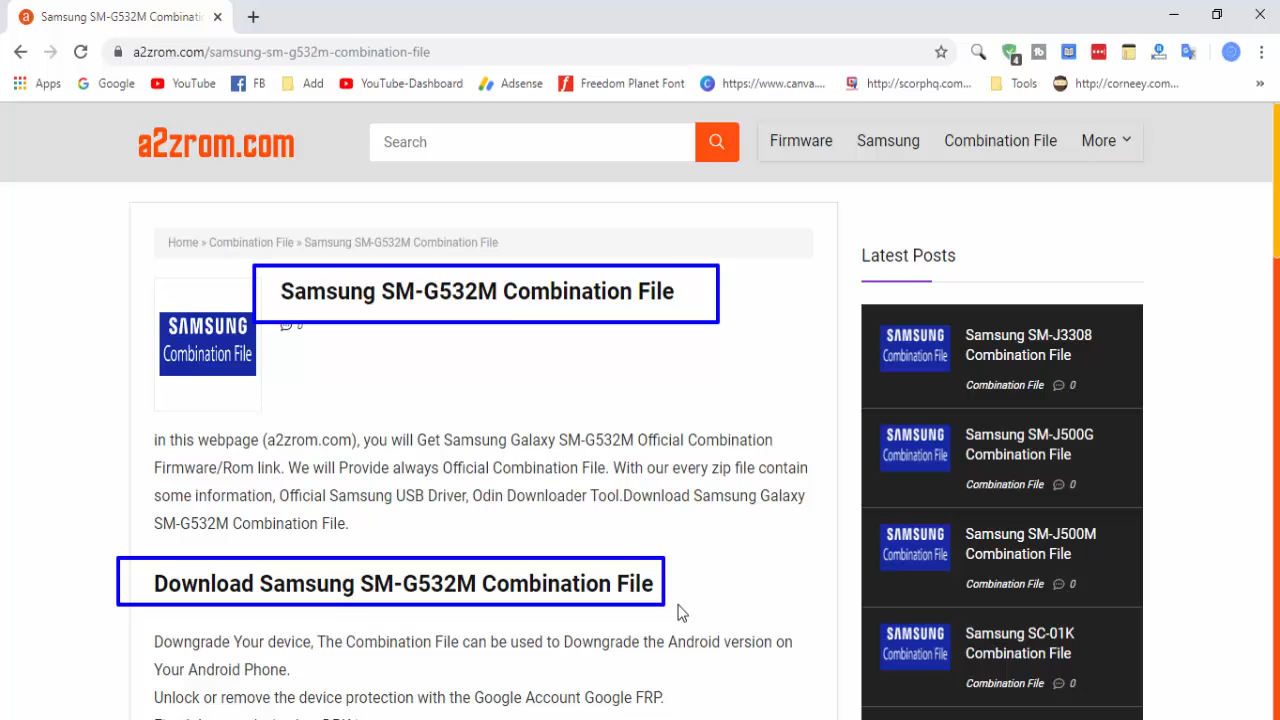 Samsung SM-G532M Combinati
a2zrom.com/samsung-sm-g532m-combination-file
4
Apps
Google
YouTube
FB
Add
YouTube-Dashboard
Adsense
Freedom Planet Font
https://www.canva....
http://scorphq.com...
Tools
http://corneey.com...
»
a2zrom.com
Search
Firmware
Samsung
Combination File
More
Home » Combination File » Samsung SM-G532M Combination File
SAMSUNG
Combination File
Samsung SM-G532M Combination File
in this webpage (a2zrom.com), you will Get Samsung Galaxy SM-G532M Official Combination
Firmware/Rom link. We will Provide always Official Combination File. With our every zip file contain
some information, Official Samsung USB Driver, Odin Downloader Tool.Download Samsung Galaxy
SM-G532M Combination File.
Download Samsung SM-G532M Combination File
Downgrade Your device, The Combination File can be used to Downgrade the Android version on
Your Android Phone.
Unlock or remove the device protection with the Google Account Google FRP.
Latest Posts
SAMSUNG
Combination File
Samsung SM-J3308
Combination File
Combination File 0
SAMSUNG
Combination File
Samsung SM-J500G
Combination File
Combination File 0
SAMSUNG
Combination File
Samsung SM-J500M
Combination File
Combination File 0
SAMSUNG
Combination File
Samsung SC-01K
Combination File
Combination File 0